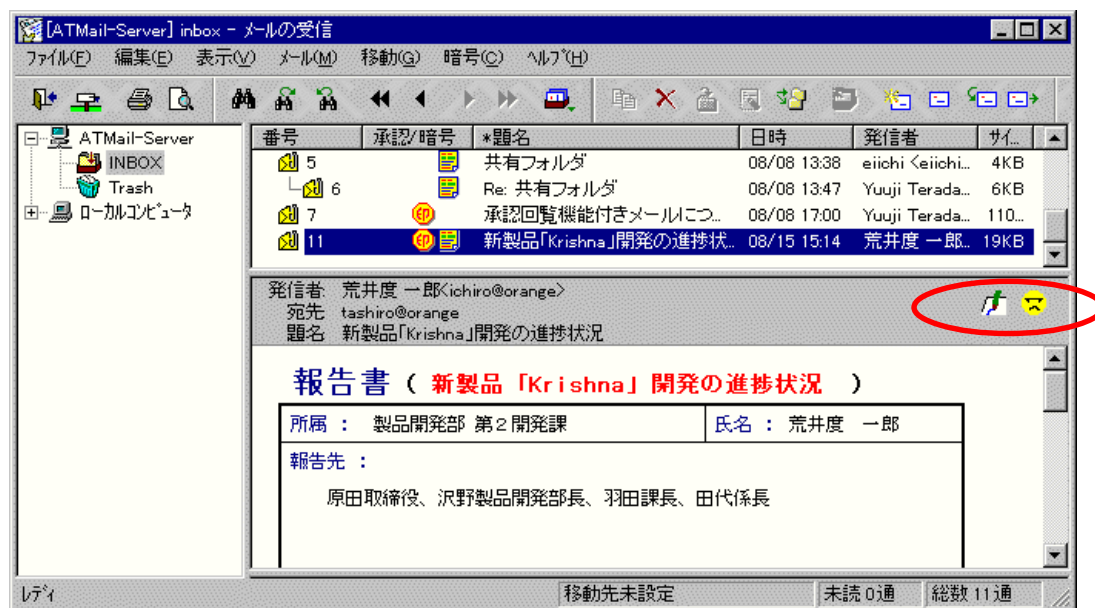 [ATMail-Server] inbox - メールの受信
ファイル(F) 編集(E) 表示(V) メール(M) 移動(G) 暗号(C) ヘルプ(H)
ATMail-Server
INBOX
Trash
ローカルコンピュータ
番号 承認/暗号 *題名 日時 発信者 サイ...
5 共有フォルダ 08/08 13:38 eiichi <eiichi... 4KB
6 Re: 共有フォルダ 08/08 13:47 Yuuji Terada... 6KB
7 印 承認回覧機能付きメールにつ... 08/08 17:00 Yuuji Terada... 110...
11 印 新製品「Krishna」開発の進捗状... 08/15 15:14 荒井度 一郎... 19KB
発信者: 荒井度 一郎<ichiro@orange>
宛先: tashiro@orange
題名: 新製品「Krishna」開発の進捗状況
報告書 ( 新製品「Krishna」開発の進捗状況 )
所属 : 製品開発部 第2開発課 氏名 : 荒井度 一郎
報告先 :
原田取締役、沢野製品開発部長、羽田課長、田代係長
レディ 移動先未設定 未読 0通 総数 11通